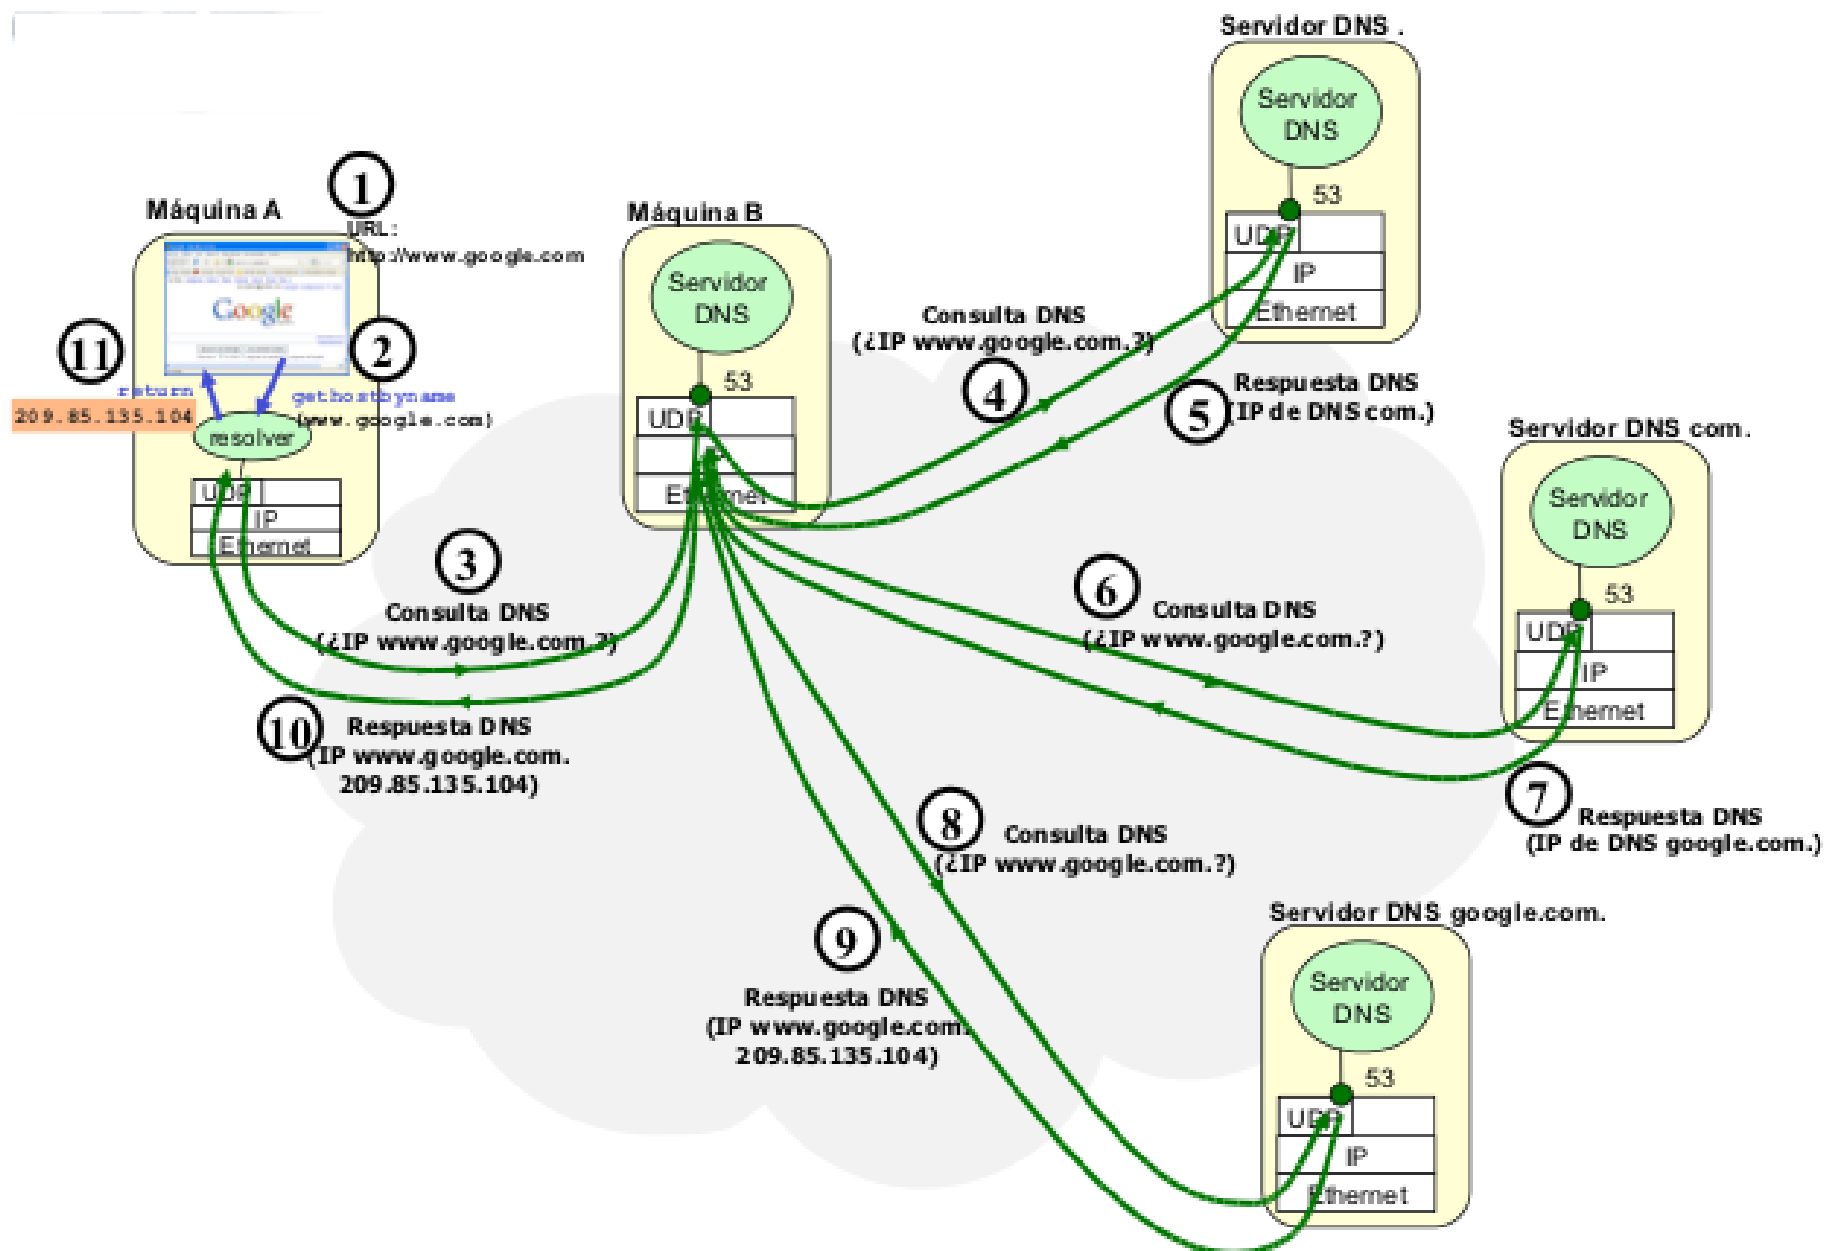 Servidor DNS .
Servidor
DNS
53
UDP
IP
Ethernet
1
URL:
http://www.google.com
Máquina A
Google
11
2
return
209.85.135.104
gethostbyname
(www.google.com)
resolver
UDP
IP
Ethernet
Máquina B
Servidor
DNS
53
UDP
Ethernet
Consulta DNS
(¿IP www.google.com.?)
4
5
Respuesta DNS
(IP de DNS com.)
Servidor DNS com.
Servidor
DNS
53
UDP
IP
Ethernet
3
Consulta DNS
(¿IP www.google.com.?)
6
Consulta DNS
(¿IP www.google.com.?)
10
Respuesta DNS
(IP www.google.com.
209.85.135.104)
7
Respuesta DNS
(IP de DNS google.com.)
8
Consulta DNS
(¿IP www.google.com.?)
9
Respuesta DNS
(IP www.google.com.
209.85.135.104)
Servidor DNS google.com.
Servidor
DNS
53
UDP
IP
Ethernet